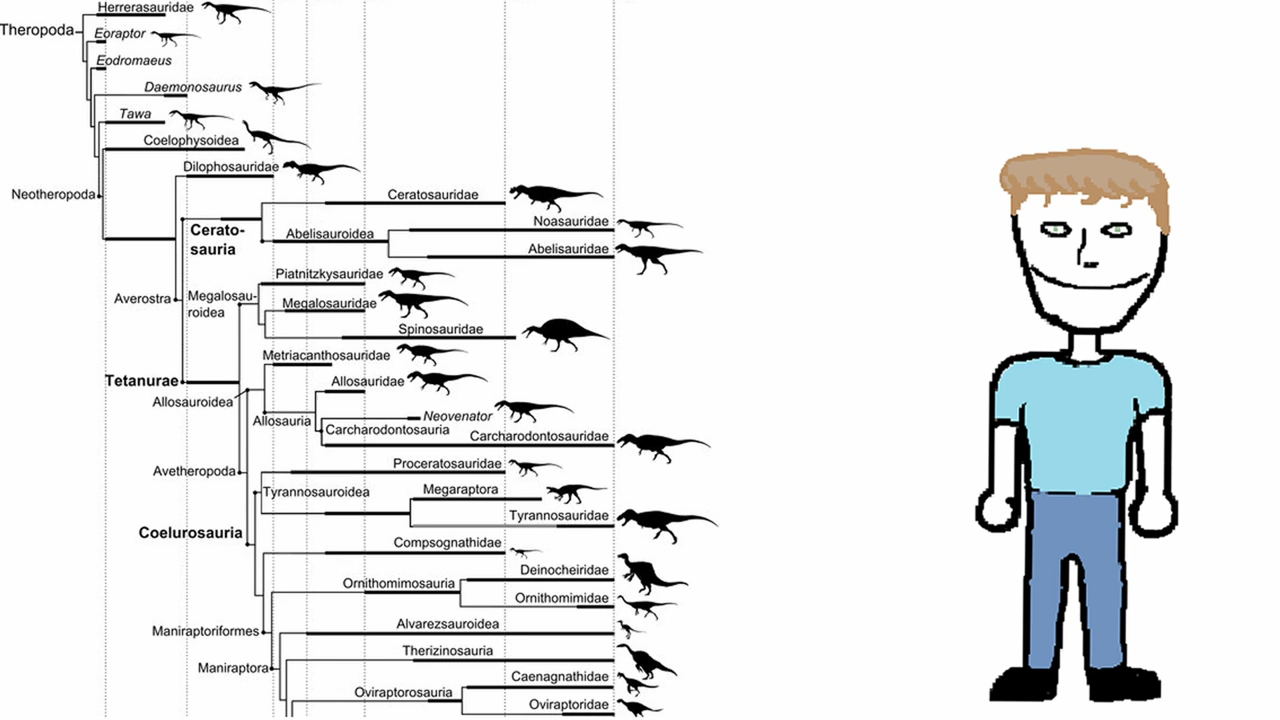 Herrerasauridae
Theropoda
Eoraptor
Eodromaeus
Daemonosaurus
Tawa
Coelophysoidea
Dilophosauridae
Neotheropoda
Ceratosauridae
Noasauridae
Cerato-
sauria
Abelisauroidea
Abelisauridae
Piatnitzkysauridae
Averostra
Megalosau-
roidea
Megalosauridae
Spinosauridae
Metriacanthosauridae
Tetanurae
Allosauridae
Allosauroidea
Neovenator
Allosauria
Carcharodontosauria
Carcharodontosauridae
Proceratosauridae
Avetheropoda
Tyrannosauroidea
Megaraptora
Tyrannosauridae
Coelurosauria
Compsognathidae
Deinocheiridae
Ornithomimosauria
Ornithomimidae
Alvarezsauroidea
Maniraptoriformes
Therizinosauria
Maniraptora
Caenagnathidae
Oviraptorosauria
Oviraptoridae